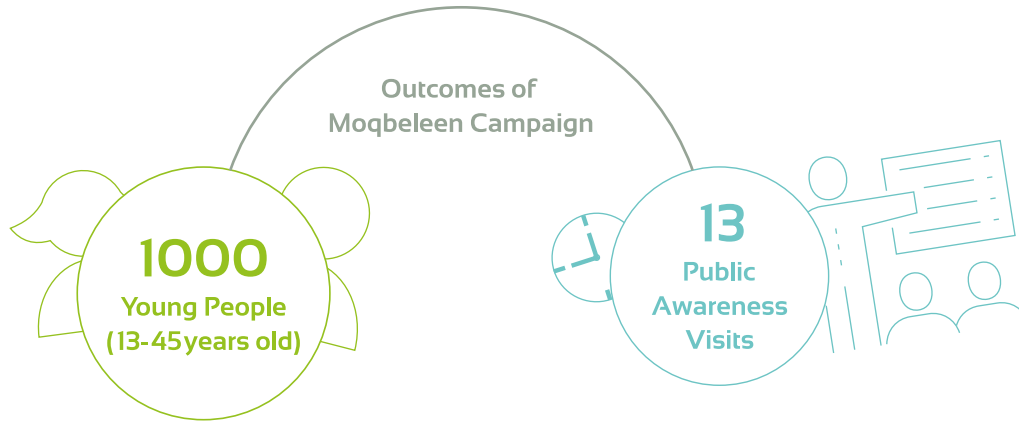 Outcomes of
Moqbeleen Campaign
1000
Young People
(13-45years old)
13
Public
Awareness
Visits